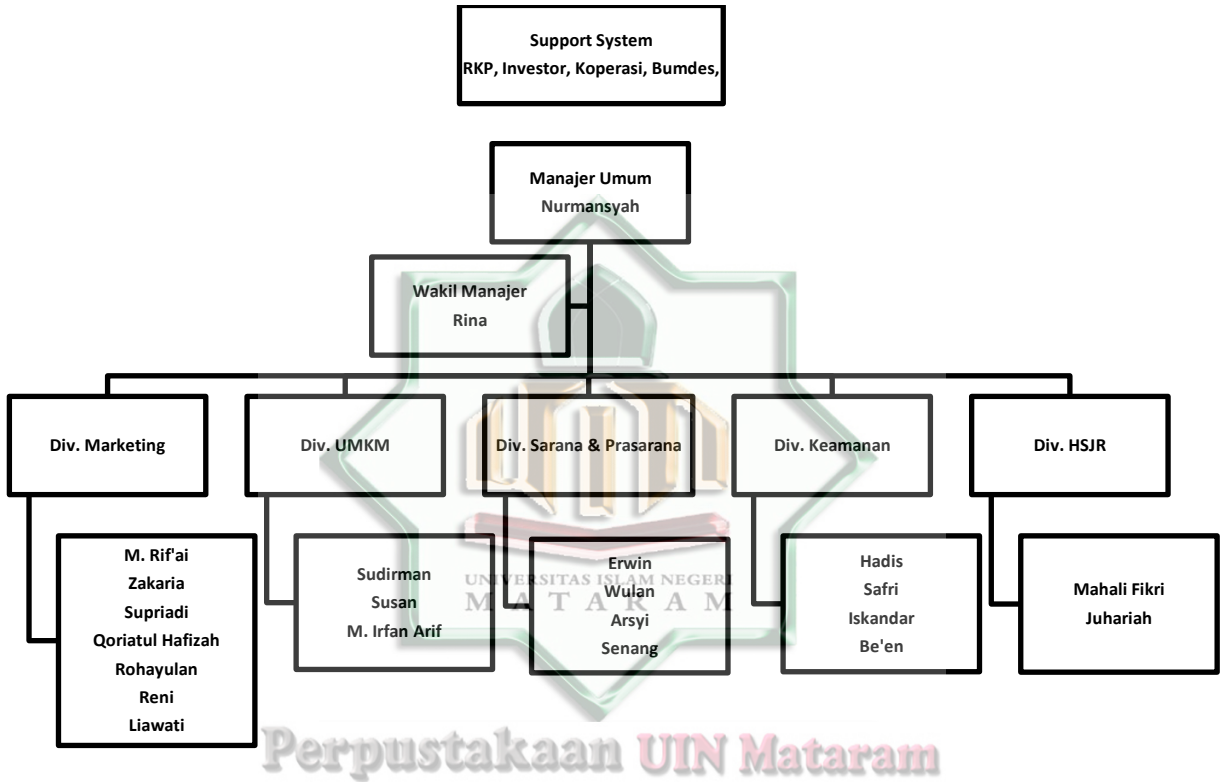 Support System
RKP, Investor, Koperasi, Bumdes,
Manajer Umum
Nurmansyah
Wakil Manajer
Rina
Div. Marketing
Div. UMKM
Div. Sarana & Prasarana
Div. Keamanan
Div. HSJR
M. Rif'ai
Zakaria
Supriadi
Qoriatul Hafizah
Rohayulan
Reni
Liawati
Sudirman
Susan
M. Irfan Arif
Erwin
Wulan
Arsyi
Senang
Hadis
Safri
Iskandar
Be'en
Mahali Fikri
Juhariah
UNIVERSITAS ISLAM NEGERI
MATARAM
Perpustakaan UIN Mataram